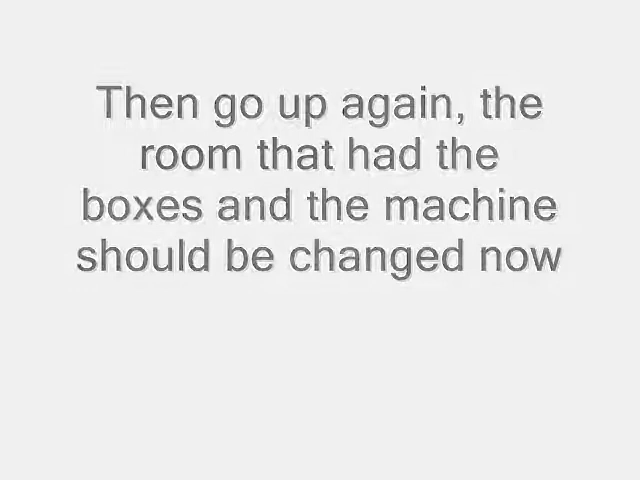 Then go up again, the
room that had the
boxes and the machine
should be changed now